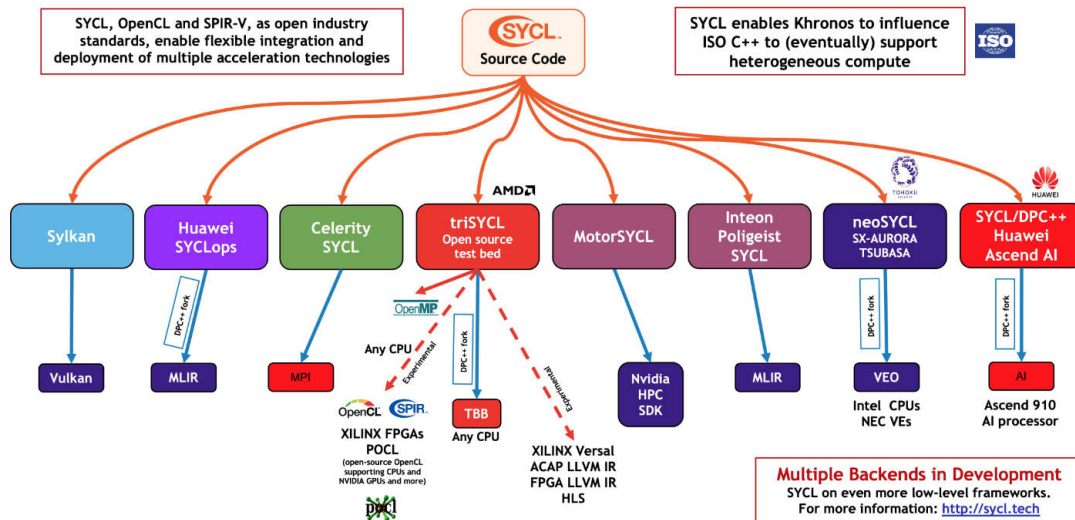 SYCL, OpenCL and SPIR-V, as open industry
standards, enable flexible integration and
deployment of multiple acceleration technologies
SYCL™
Source Code
SYCL enables Khronos to influence
ISO C++ to (eventually) support
heterogeneous compute
ISO
AMD
TOHOKU
HUAWEI
Sylkan
Huawei
SYCLops
Celerity
SYCL
triSYCL
Open source
test bed
MotorSYCL
Inteon
Poligeist
SYCL
neoSYCL
SX-AURORA
TSUBASA
SYCL/DPC++
Huawei
Ascend AI
DPC++ fork
OpenMP
Any CPU
Experimental
DPC++ fork
Experimental
DPC++ fork
DPC++ fork
Vulkan
MLIR
MPI
OpenCL
SPIR
XILINX FPGAs
POCL
(open-source OpenCL
supporting CPUs and
NVIDIA GPUs and more)
pocl
TBB
Any CPU
XILINX Versal
ACAP LLVM IR
FPGA LLVM IR
HLS
Nvidia
HPC
SDK
MLIR
VEO
Intel CPUs
NEC VEs
AI
Ascend 910
AI processor
Multiple Backends in Development
SYCL on even more low-level frameworks.
For more information: http://sycl.tech